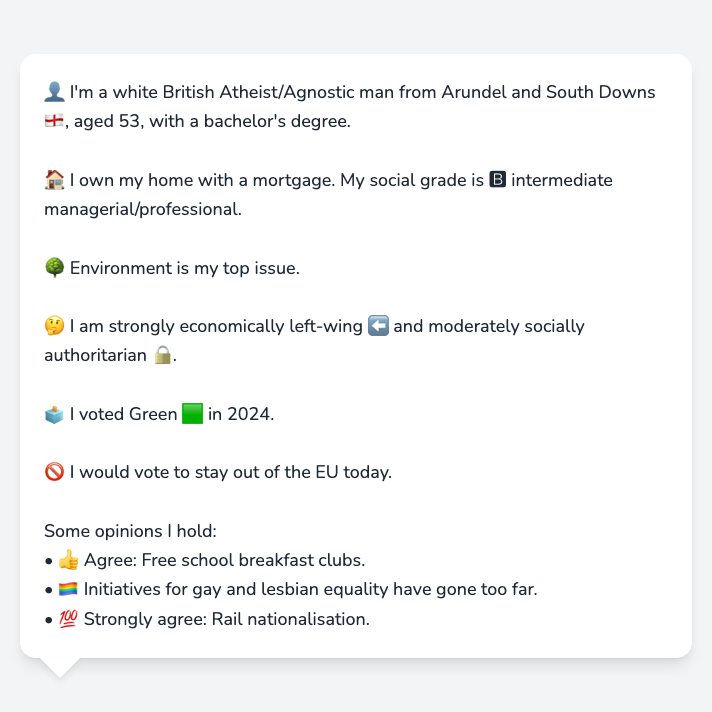 👤 I'm a white British Atheist/Agnostic man from Arundel and South Downs
🏴󠁧󠁢󠁥󠁮󠁧󠁿, aged 53, with a bachelor's degree.
🏠 I own my home with a mortgage. My social grade is 🅱 intermediate
managerial/professional.
🌳 Environment is my top issue.
🤔 I am strongly economically left-wing ⬅️ and moderately socially
authoritarian 🔒.
🗳️ I voted Green 🟩 in 2024.
🚫 I would vote to stay out of the EU today.
Some opinions I hold:
• 👍 Agree: Free school breakfast clubs.
• 🏳️‍🌈 Initiatives for gay and lesbian equality have gone too far.
• 💯 Strongly agree: Rail nationalisation.